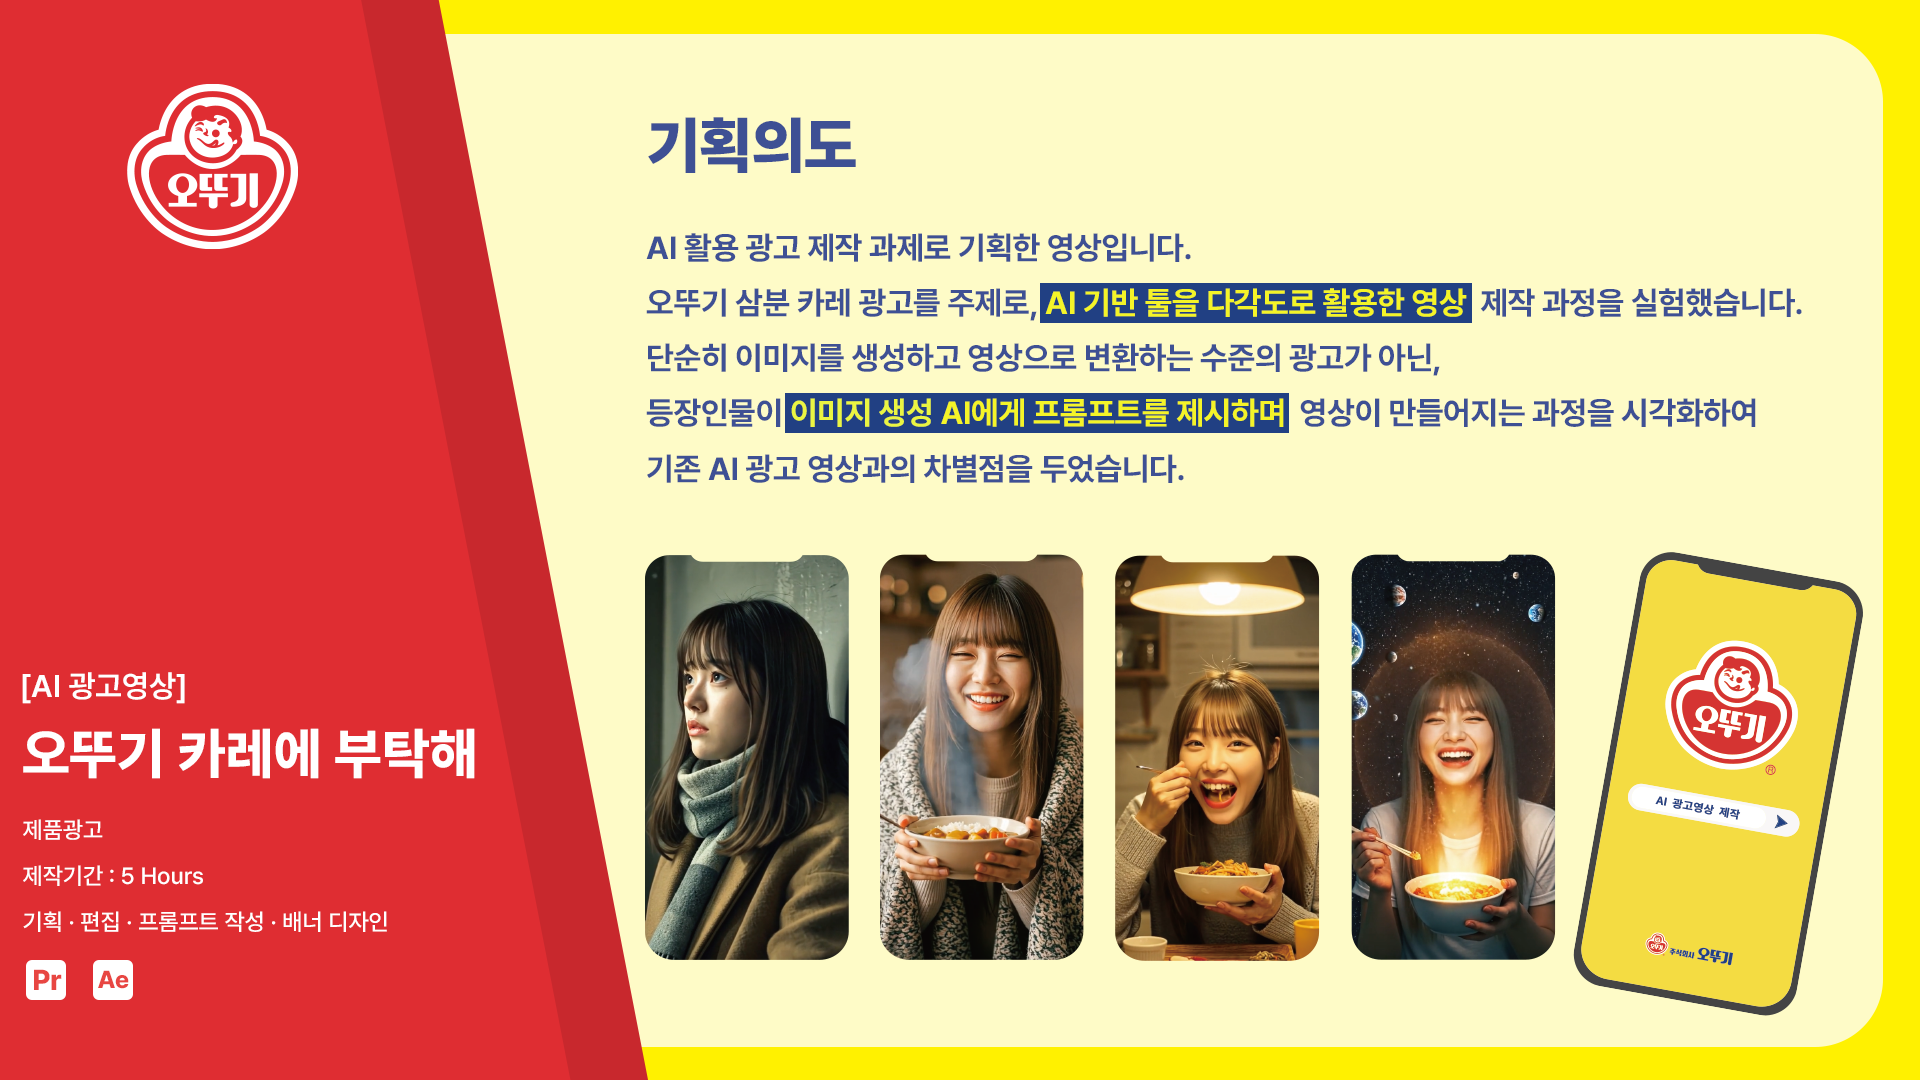 오뚜기
[AI 광고영상]
오뚜기 카레에 부탁해
제품광고
제작기간 : 5 Hours
기획 · 편집 · 프롬프트 작성 · 배너 디자인
Pr Ae
기획의도
AI 활용 광고 제작 과제로 기획한 영상입니다.
오뚜기 삼분 카레 광고를 주제로, AI 기반 툴을 다각도로 활용한 영상 제작 과정을 실험했습니다.
단순히 이미지를 생성하고 영상으로 변환하는 수준의 광고가 아닌,
등장인물이 이미지 생성 AI에게 프롬프트를 제시하며 영상이 만들어지는 과정을 시각화하여
기존 AI 광고 영상과의 차별점을 두었습니다.
오뚜기
®
AI 광고영상 제작
오뚜기 주식회사 오뚜기